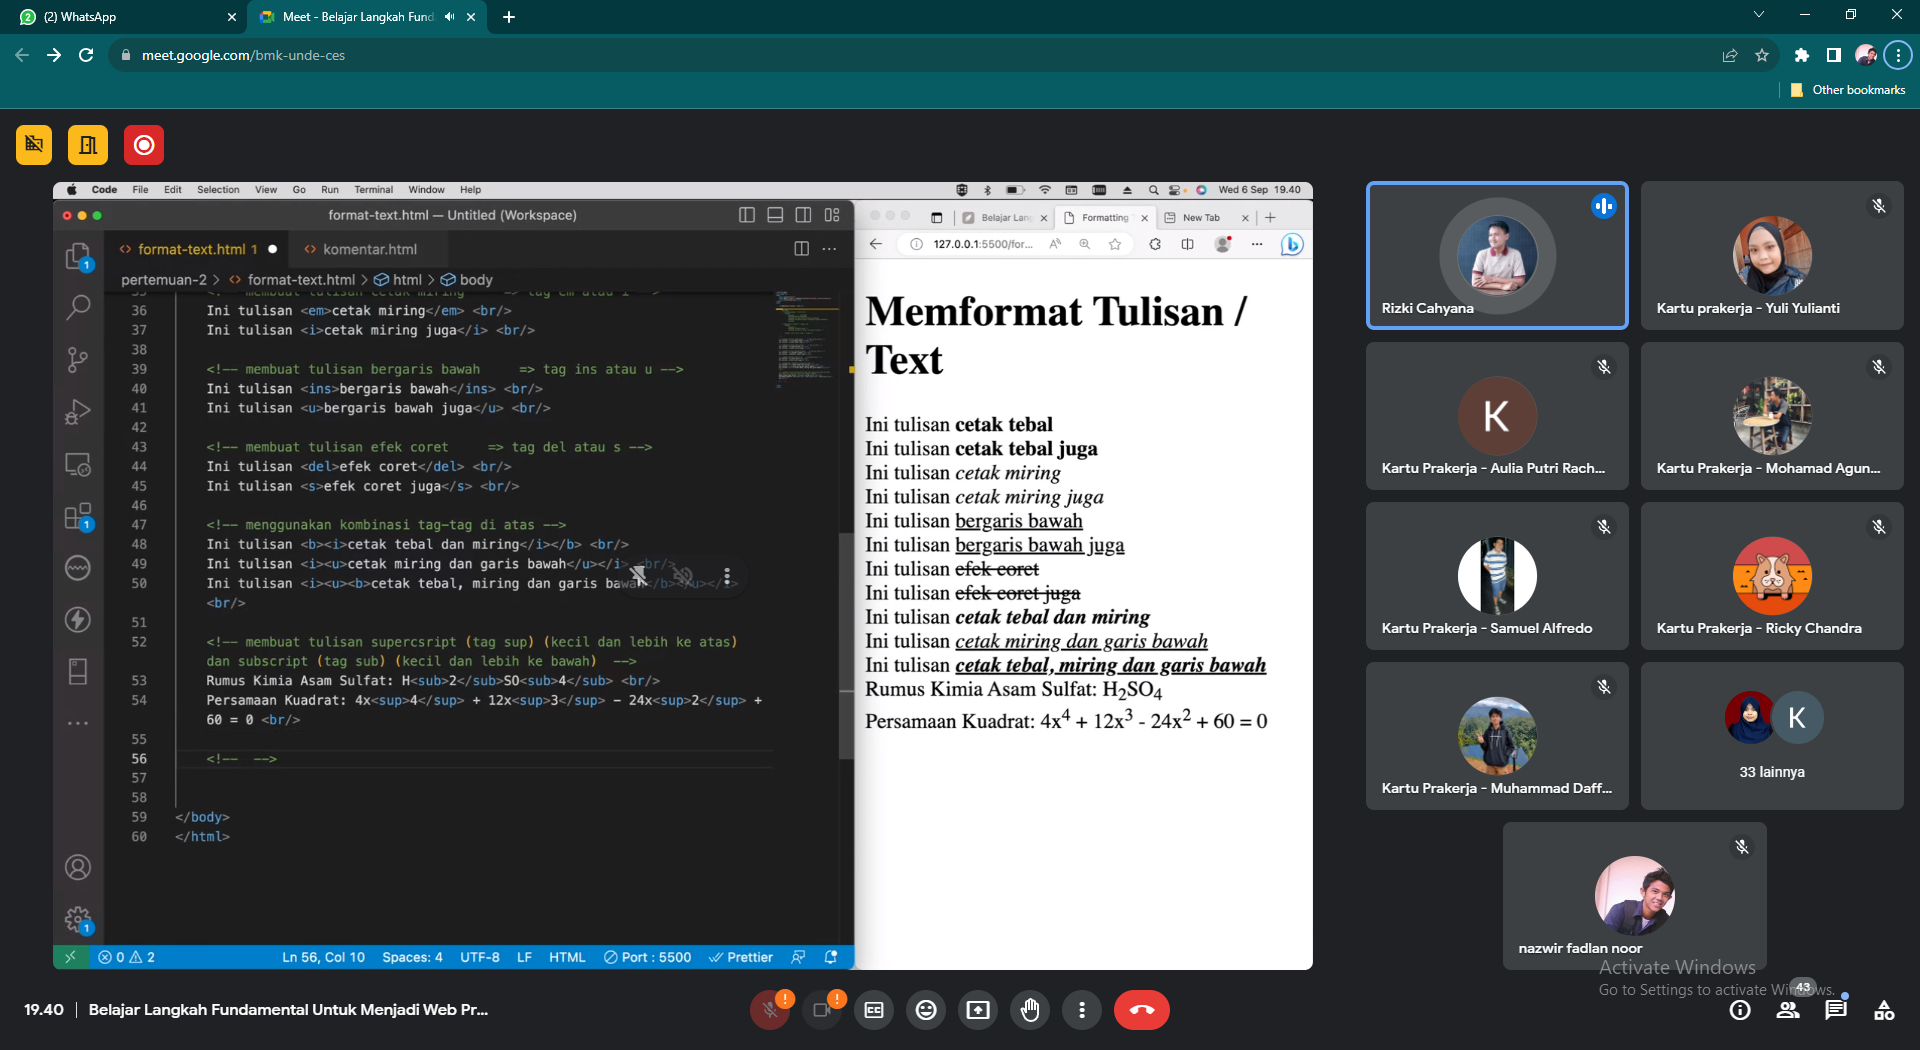 (2) WhatsApp
Meet - Belajar Langkah Fund
meet.google.com/bmk-unde-ces
Other bookmarks
Code File Edit Selection View Go Run Terminal Window Help
Wed 6 Sep 19.40
format-text.html — Untitled (Workspace)
format-text.html 1
komentar.html
pertemuan-2 > format-text.html > html > body
36 Ini tulisan <em>cetak miring</em> <br/>
37 Ini tulisan <i>cetak miring juga</i> <br/>
38
39 <!-- membuat tulisan bergaris bawah => tag ins atau u -->
40 Ini tulisan <ins>bergaris bawah</ins> <br/>
41 Ini tulisan <u>bergaris bawah juga</u> <br/>
42
43 <!-- membuat tulisan efek coret => tag del atau s -->
44 Ini tulisan <del>efek coret</del> <br/>
45 Ini tulisan <s>efek coret juga</s> <br/>
46
47 <!-- menggunakan kombinasi tag-tag di atas -->
48 Ini tulisan <b><i>cetak tebal dan miring</i></b> <br/>
49 Ini tulisan <i><u>cetak miring dan garis bawah</u></i> <br/>
50 Ini tulisan <i><u><b>cetak tebal, miring dan garis bawah</b></u></i>
<br/>
51
52 <!-- membuat tulisan supercsript (tag sup) (kecil dan lebih ke atas)
dan subscript (tag sub) (kecil dan lebih ke bawah) -->
53 Rumus Kimia Asam Sulfat: H<sub>2</sub>SO<sub>4</sub> <br/>
54 Persamaan Kuadrat: 4x<sup>4</sup> + 12x<sup>3</sup> - 24x<sup>2</sup> +
60 = 0 <br/>
55
56 <!-- -->
57
58
59 </body>
60 </html>
0 2 Ln 56, Col 10 Spaces: 4 UTF-8 LF HTML Port : 5500 Prettier
Belajar Lan
Formatting
New Tab
127.0.0.1:5500/for...
Memformat Tulisan /
Text
Ini tulisan cetak tebal
Ini tulisan cetak tebal juga
Ini tulisan cetak miring
Ini tulisan cetak miring juga
Ini tulisan bergaris bawah
Ini tulisan bergaris bawah juga
Ini tulisan efek coret
Ini tulisan efek coret juga
Ini tulisan cetak tebal dan miring
Ini tulisan cetak miring dan garis bawah
Ini tulisan cetak tebal, miring dan garis bawah
Rumus Kimia Asam Sulfat: H₂SO₄
Persamaan Kuadrat: 4x⁴ + 12x³ - 24x² + 60 = 0
Rizki Cahyana
Kartu prakerja - Yuli Yulianti
K
Kartu Prakerja - Aulia Putri Rach...
Kartu Prakerja - Mohamad Agun...
Kartu Prakerja - Samuel Alfredo
Kartu Prakerja - Ricky Chandra
Kartu Prakerja - Muhammad Daff...
K
33 lainnya
nazwir fadlan noor
Activate Windows
Go to Settings to activate Windows.
43
19.40 | Belajar Langkah Fundamental Untuk Menjadi Web Pr...